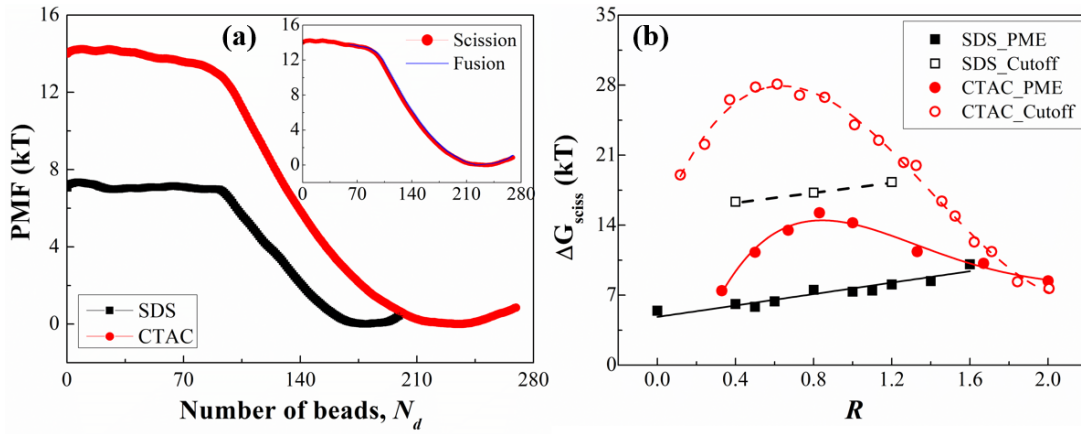 (a)
PMF (kT)
16
12
8
4
0
0
70
140
210
280
Number of beads, N_d
SDS
CTAC
16
12
8
4
0
0
70
140
210
280
Scission
Fusion
(b)
ΔG_sciss (kT)
35
28
21
14
7
0
0.0
0.4
0.8
1.2
1.6
2.0
R
SDS_PME
SDS_Cutoff
CTAC_PME
CTAC_Cutoff